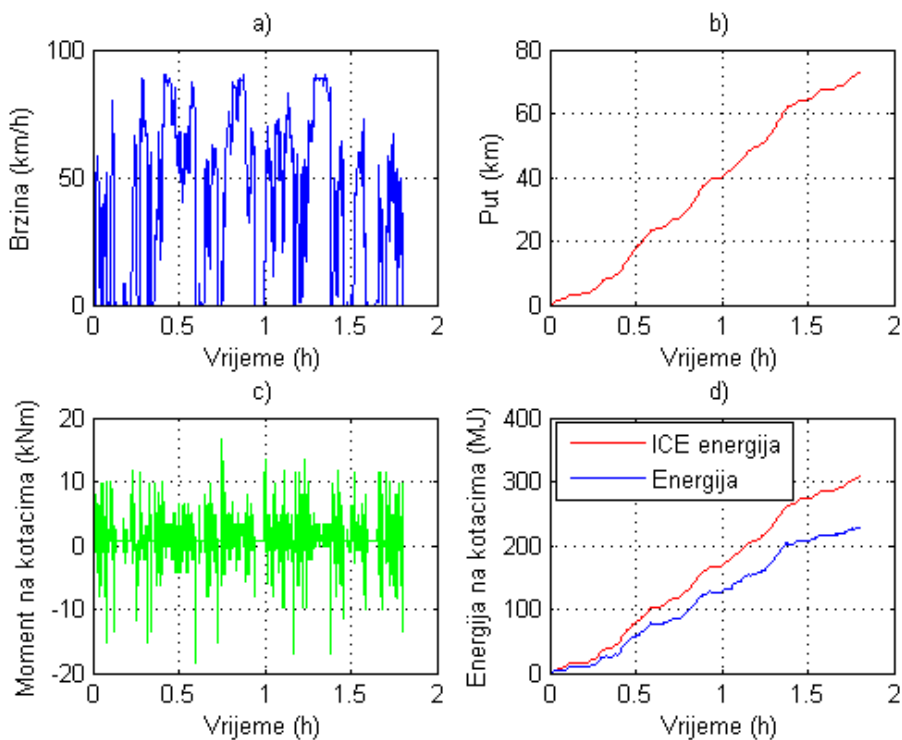 a)
Brzina (km/h)
100
50
0
0 0.5 1 1.5 2
Vrijeme (h)
b)
Put (km)
80
60
40
20
0
0 0.5 1 1.5 2
Vrijeme (h)
c)
Moment na kotacima (kNm)
20
10
0
-10
-20
0 0.5 1 1.5 2
Vrijeme (h)
d)
Energija na kotacima (MJ)
400
300
200
100
0
ICE energija
Energija
0 0.5 1 1.5 2
Vrijeme (h)